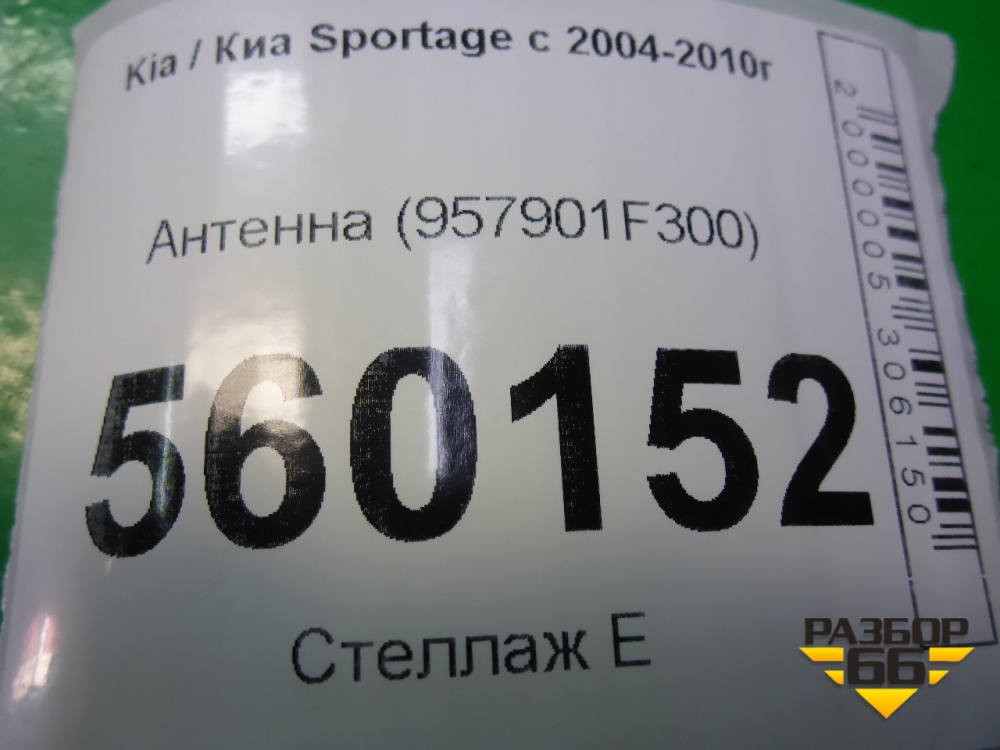 Kia / Киа Sportage с 2004-2010г
Антенна (957901F300)
560152
Стеллаж Е
2000005306150
РАЗБОР
66